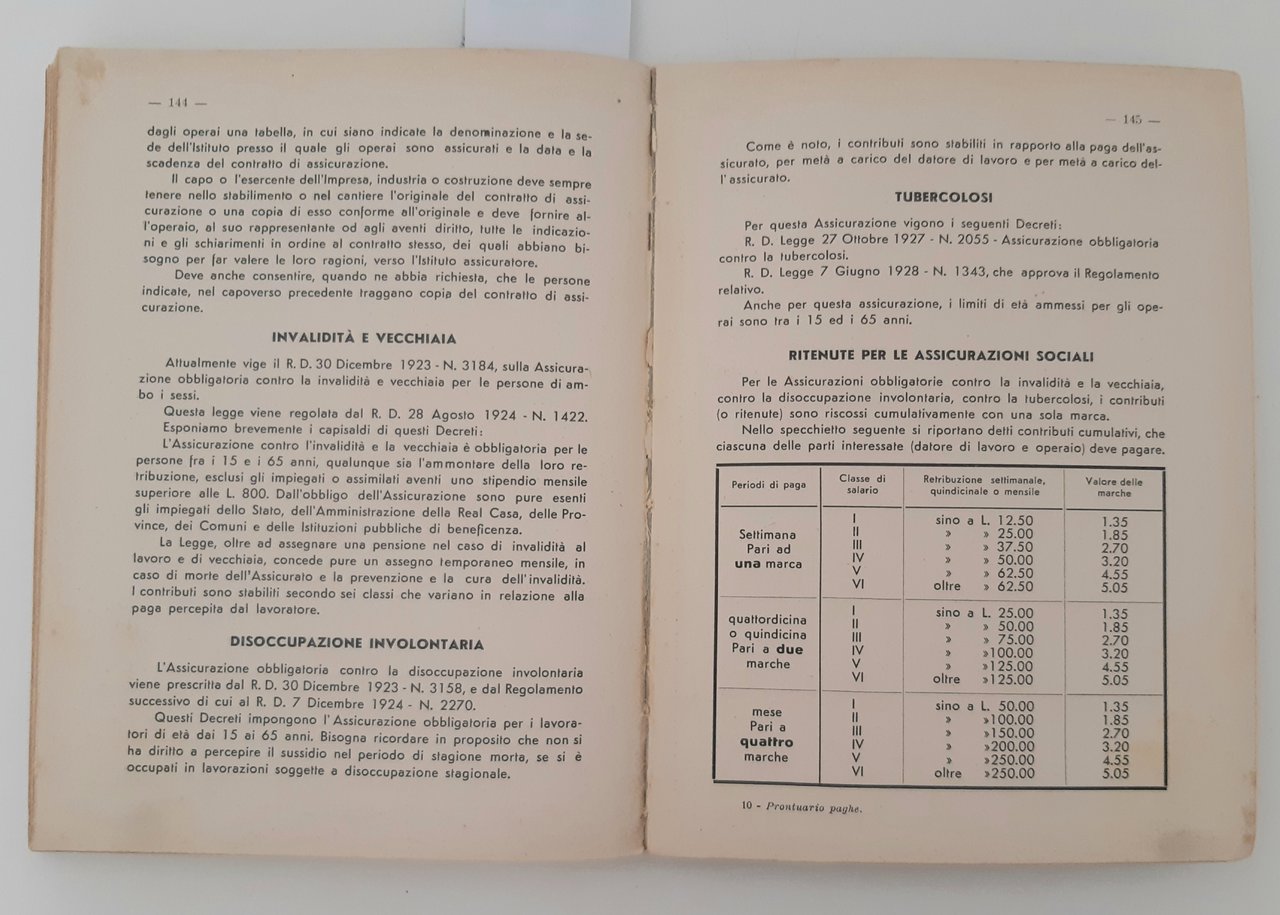 — 144 —
dagli operai una tabella, in cui siano indicate la denominazione e la se-
de dell'Istituto presso il quale gli operai sono assicurati e la data e la
scadenza del contratto di assicurazione.
Il capo o l'esercente dell'Impresa, industria o costruzione deve sempre
tenere nello stabilimento o nel cantiere l'originale del contratto di assi-
curazione o una copia di esso conforme all'originale e deve fornire al-
l'operaio, al suo rappresentante od agli aventi diritto, tutte le indicazio-
ni e gli schiarimenti in ordine al contratto stesso, dei quali abbiano bi-
sogno per far valere le loro ragioni, verso l'Istituto assicuratore.
Deve anche consentire, quando ne abbia richiesta, che le persone
indicate, nel capoverso precedente traggano copia del contratto di assi-
curazione.
INVALIDITÀ E VECCHIAIA
Attualmente vige il R. D. 30 Dicembre 1923 - N. 3184, sulla Assicura-
zione obbligatoria contro la invalidità e vecchiaia per le persone di am-
bo i sessi.
Questa legge viene regolata dal R. D. 28 Agosto 1924 - N. 1422.
Esponiamo brevemente i capisaldi di questi Decreti:
L'Assicurazione contro l'invalidità e la vecchiaia è obbligatoria per le
persone fra i 15 e i 65 anni, qualunque sia l'ammontare della loro re-
tribuzione, esclusi gli impiegati o assimilati aventi uno stipendio mensile
superiore alle L. 800. Dall'obbligo dell'Assicurazione sono pure esenti
gli impiegati dello Stato, dell'Amministrazione della Real Casa, delle Pro-
vince, dei Comuni e delle Istituzioni pubbliche di beneficenza.
La Legge, oltre ad assegnare una pensione nel caso di invalidità al
lavoro e di vecchiaia, concede pure un assegno temporaneo mensile, in
caso di morte dell'Assicurato e la prevenzione e la cura dell'invalidità.
I contributi sono stabiliti secondo sei classi che variano in relazione alla
paga percepita dal lavoratore.
DISOCCUPAZIONE INVOLONTARIA
L'Assicurazione obbligatoria contro la disoccupazione involontaria
viene prescritta dal R. D. 30 Dicembre 1923 - N. 3158, e dal Regolamento
successivo di cui al R. D. 7 Dicembre 1924 - N. 2270.
Questi Decreti impongono l'Assicurazione obbligatoria per i lavora-
tori di età dai 15 ai 65 anni. Bisogna ricordare in proposito che non si
ha diritto a percepire il sussidio nel periodo di stagione morta, se si è
occupati in lavorazioni soggette a disoccupazione stagionale.
— 145 —
Come è noto, i contributi sono stabiliti in rapporto alla paga dell'as-
sicurato, per metà a carico del datore di lavoro e per metà a carico del-
l'assicurato.
TUBERCOLOSI
Per questa Assicurazione vigono i seguenti Decreti:
R. D. Legge 27 Ottobre 1927 - N. 2055 - Assicurazione obbligatoria
contro la tubercolosi.
R. D. Legge 7 Giugno 1928 - N. 1343, che approva il Regolamento
relativo.
Anche per questa assicurazione, i limiti di età ammessi per gli ope-
rai sono tra i 15 ed i 65 anni.
RITENUTE PER LE ASSICURAZIONI SOCIALI
Per le Assicurazioni obbligatorie contro la invalidità e la vecchiaia,
contro la disoccupazione involontaria, contro la tubercolosi, i contributi
(o ritenute) sono riscossi cumulativamente con una sola marca.
Nello specchietto seguente si riportano detti contributi cumulativi, che
ciascuna delle parti interessate (datore di lavoro e operaio) deve pagare.
Periodi di paga Classe di salario Retribuzione settimanale, quindicinale o mensile Valore delle marche
Settimana Pari ad una marca
I sino a L. 12.50 1.35
II » » 25.00 1.85
III » » 37.50 2.70
IV » » 50.00 3.20
V » » 62.50 4.55
VI oltre » 62.50 5.05
quattordicina o quindicina Pari a due marche
I sino a L. 25.00 1.35
II » » 50.00 1.85
III » » 75.00 2.70
IV » »100.00 3.20
V » »125.00 4.55
VI oltre »125.00 5.05
mese Pari a quattro marche
I sino a L. 50.00 1.35
II » »100.00 1.85
III » »150.00 2.70
IV » »200.00 3.20
V » »250.00 4.55
VI oltre »250.00 5.05
10 - Prontuario paghe.